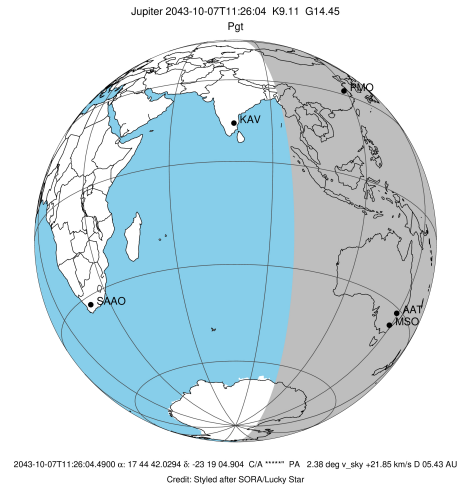 Jupiter 2043-10-07T11:26:04 K9.11 G14.45
Pgt
PMO
KAV
SAAO
AAT
MSO
2043-10-07T11:26:04.4900 α: 17 44 42.0294 δ: -23 19 04.904 C/A *****" PA 2.38 deg v_sky +21.85 km/s D 05.43 AU
Credit: Styled after SORA/Lucky Star